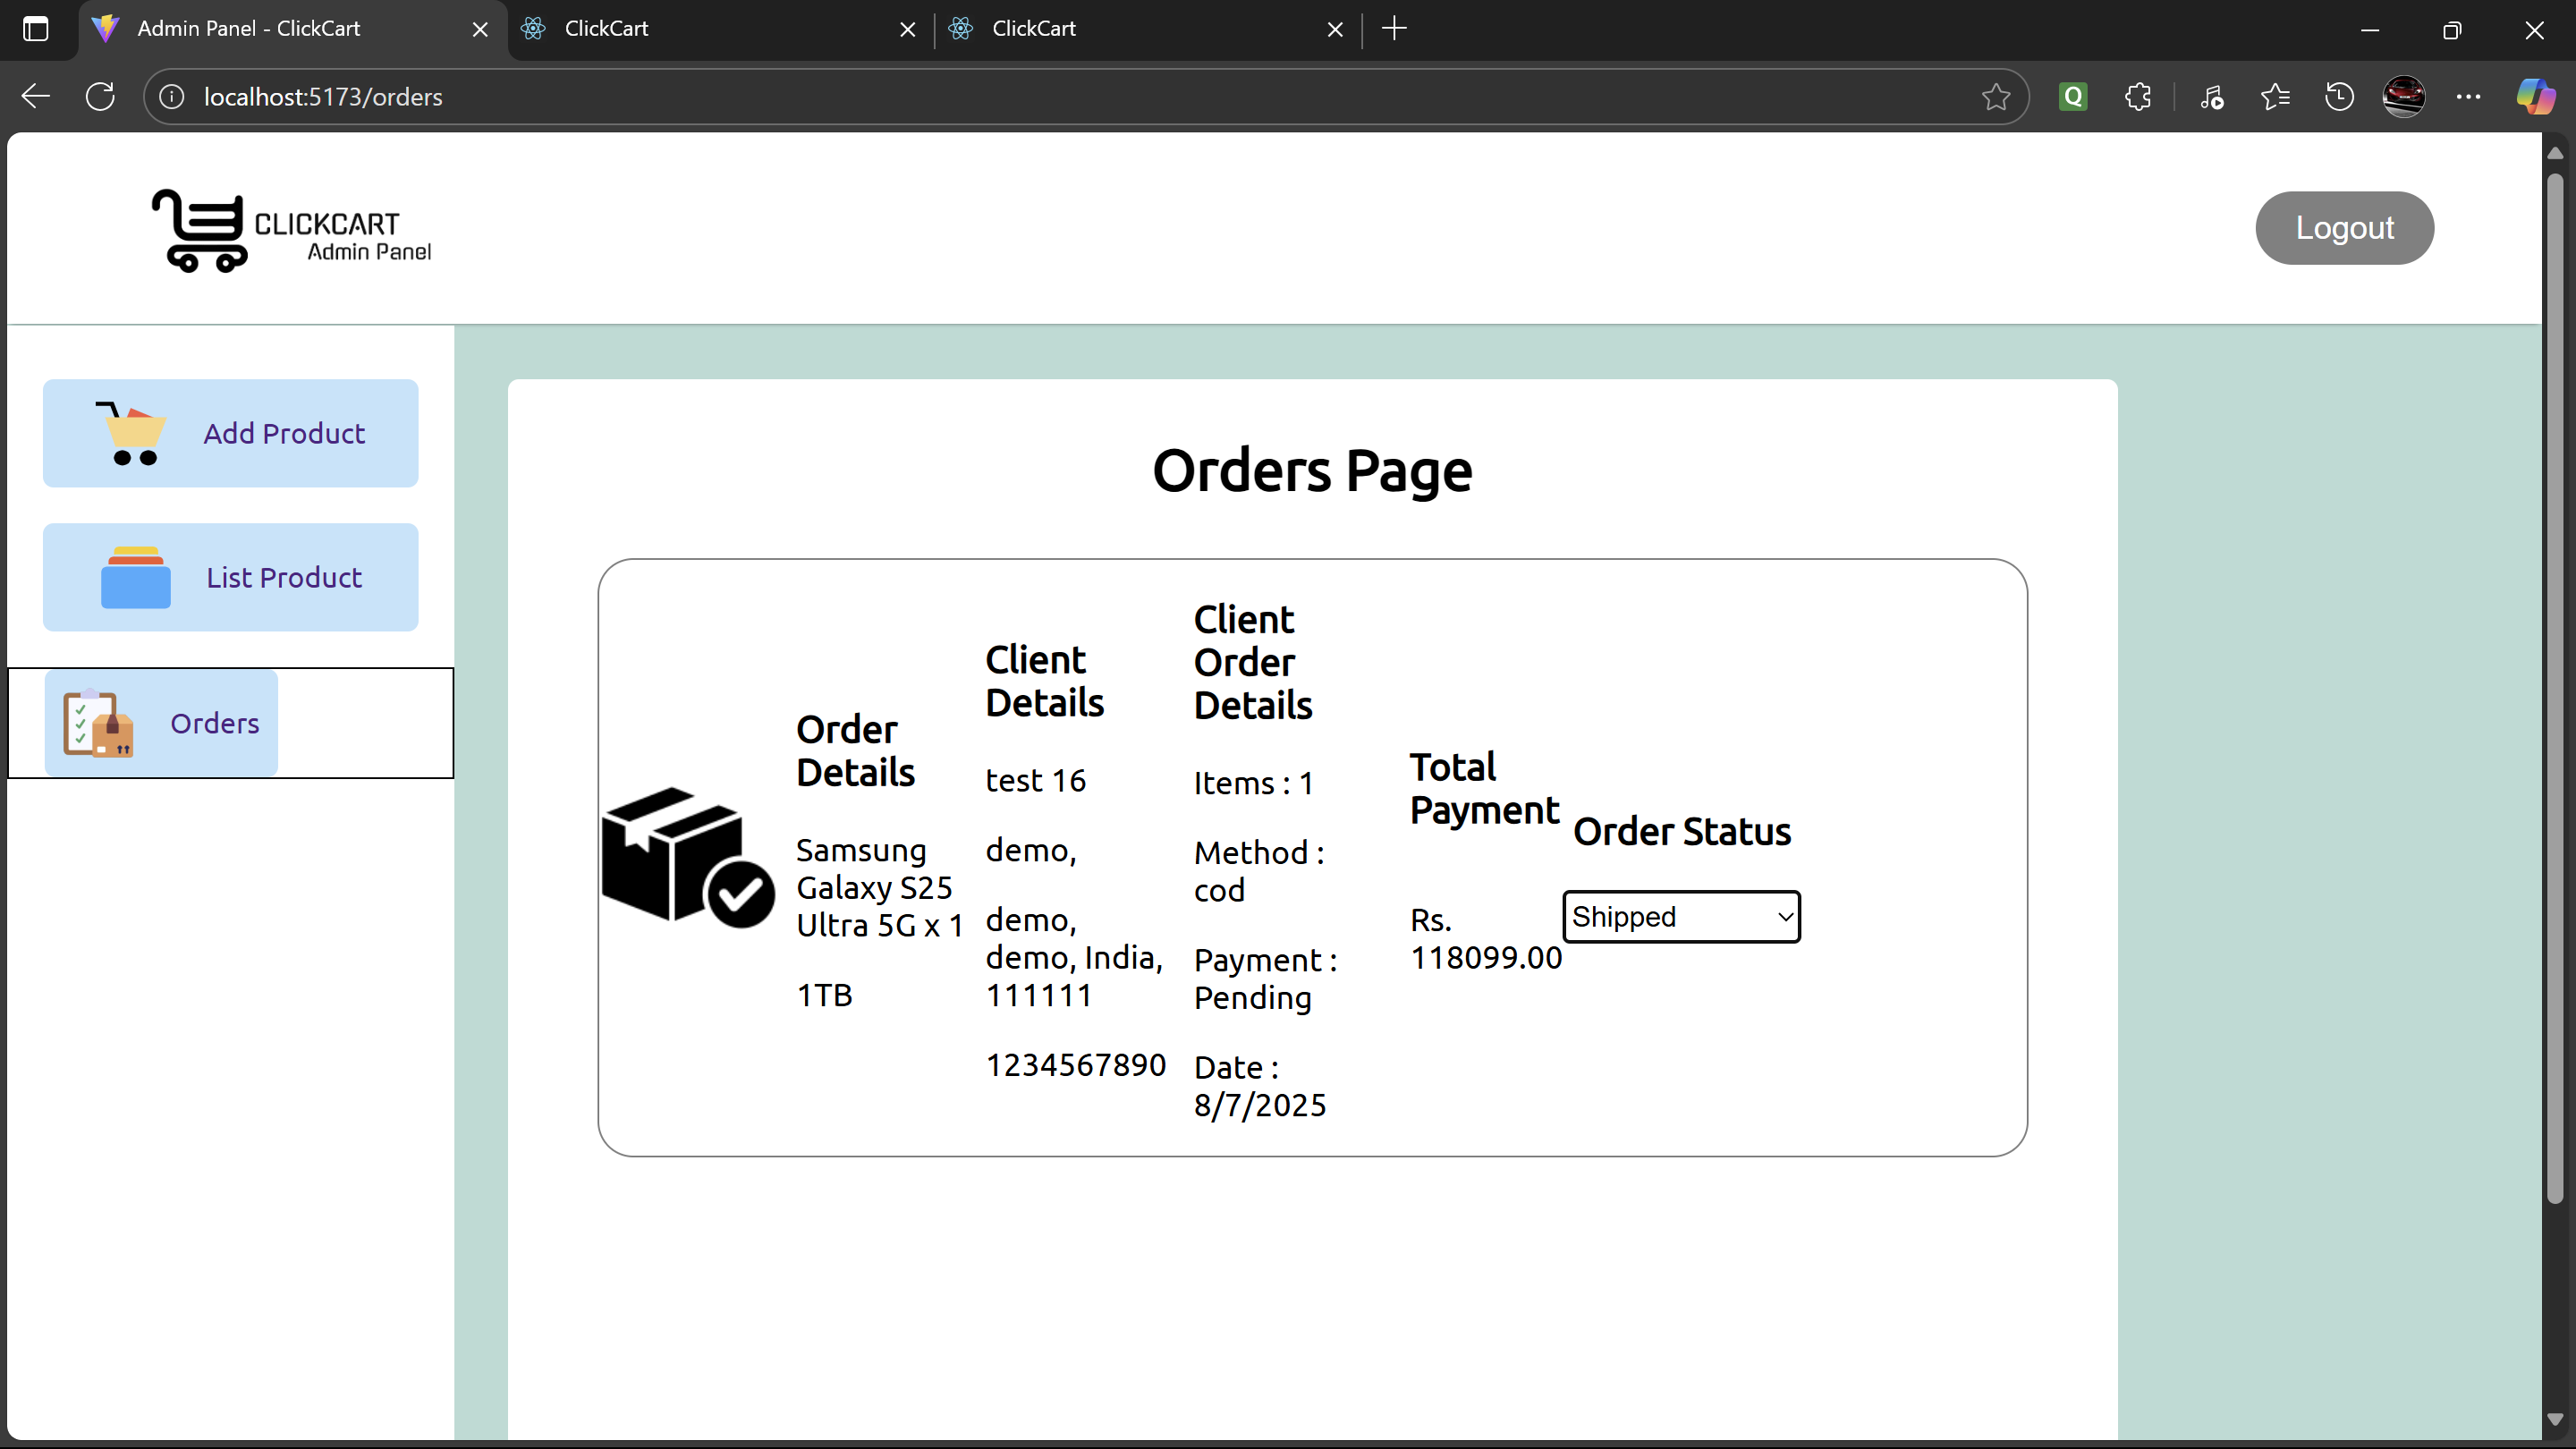 Admin Panel - ClickCart
ClickCart
ClickCart
localhost:5173/orders
Q
CLICKCART
Admin Panel
Logout
Add Product
List Product
Orders
Orders Page
Order
Details
Samsung
Galaxy S25
Ultra 5G x 1
1TB
Client
Details
test 16
demo,
demo,
demo, India,
111111
1234567890
Client
Order
Details
Items : 1
Method :
cod
Payment :
Pending
Date :
8/7/2025
Total
Payment
Rs.
118099.00
Order Status
Shipped